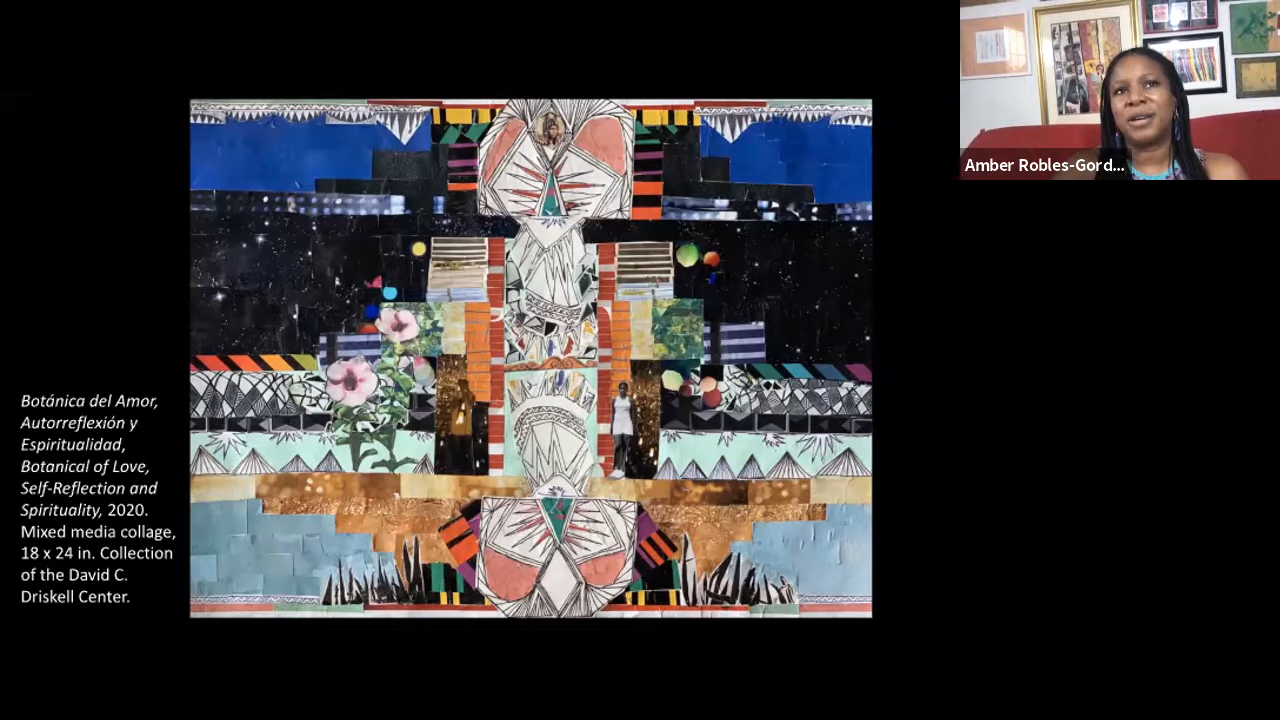 Amber Robles-Gord...
Botánica del Amor,
Autorreflexión y
Espiritualidad,
Botanical of Love,
Self-Reflection and
Spirituality, 2020.
Mixed media collage,
18 x 24 in. Collection
of the David C.
Driskell Center.